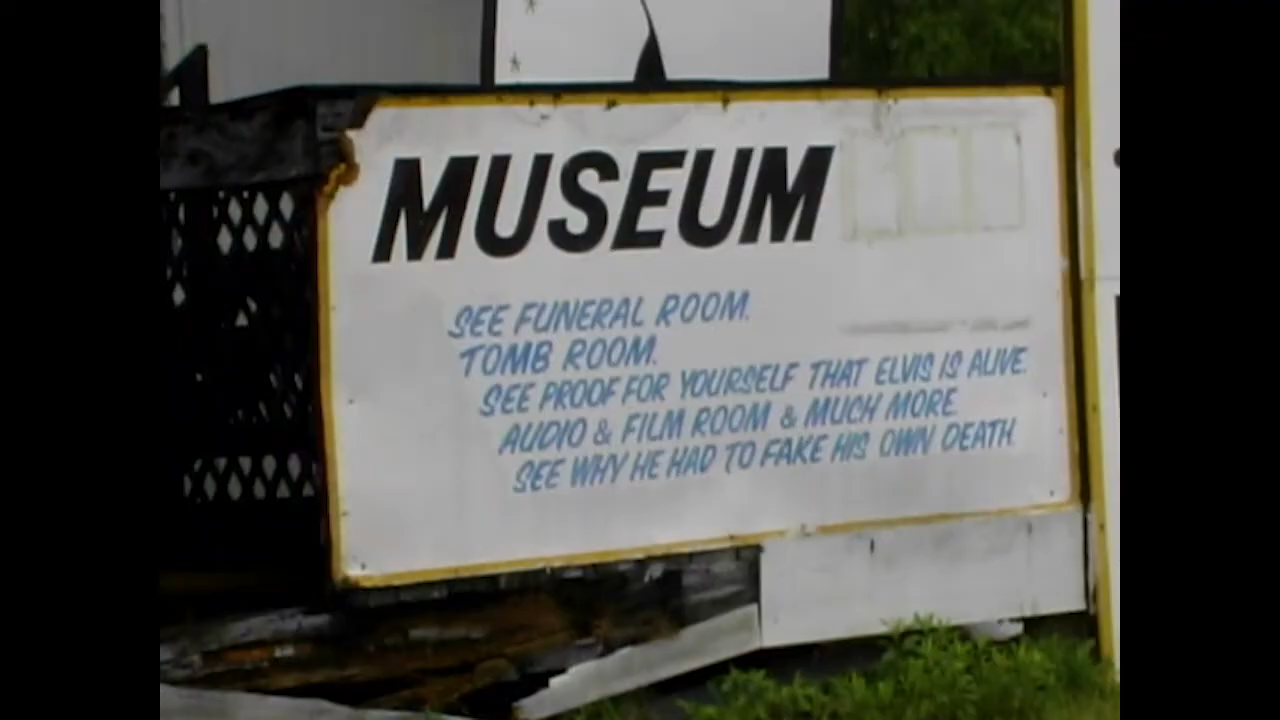 MUSEUM
SEE FUNERAL ROOM.
TOMB ROOM.
SEE PROOF FOR YOURSELF THAT ELVIS IS ALIVE.
AUDIO & FILM ROOM & MUCH MORE.
SEE WHY HE HAD TO FAKE HIS OWN DEATH.